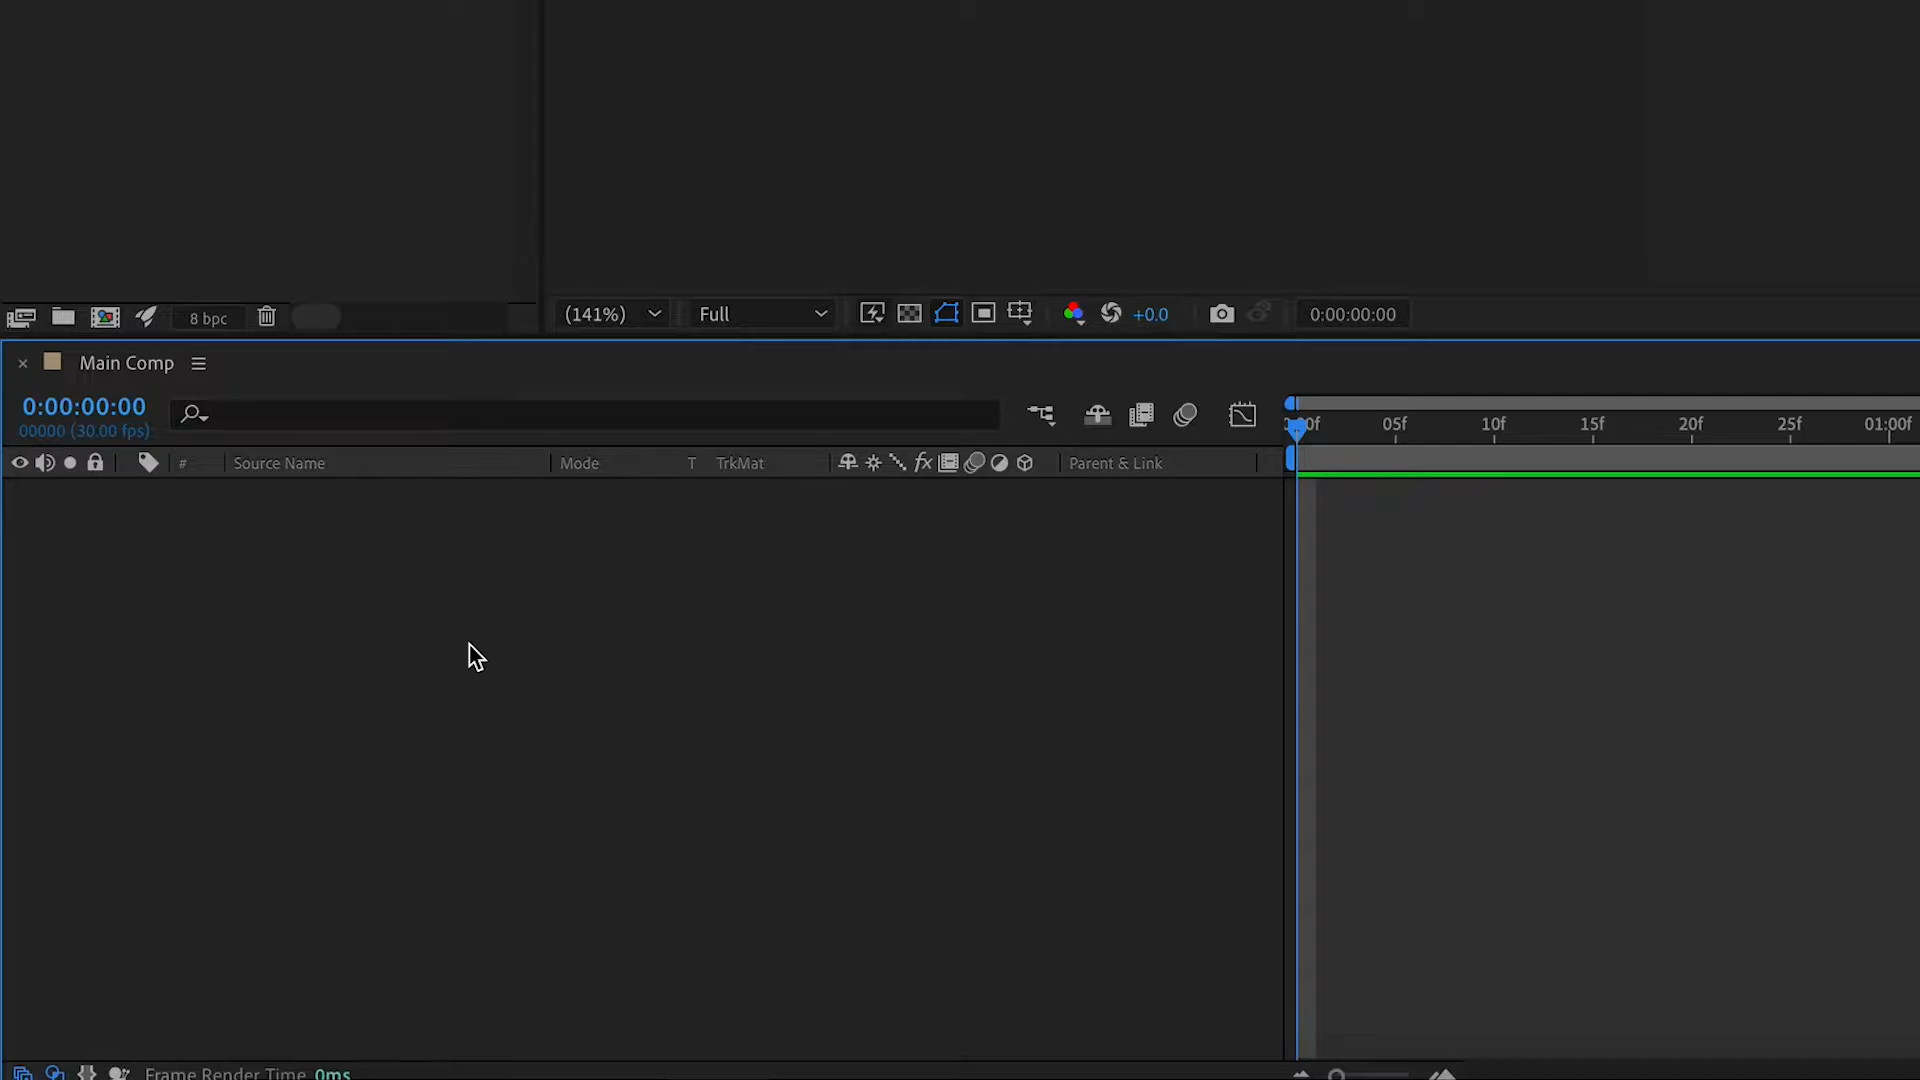 8 bpc
(141%) Full +0.0 0:00:00:00
Main Comp
0:00:00:00
00000 (30.00 fps)
05f 10f 15f 20f 25f 01:00f
# Source Name Mode T TrkMat fx Parent & Link
Frame Render Time 0ms